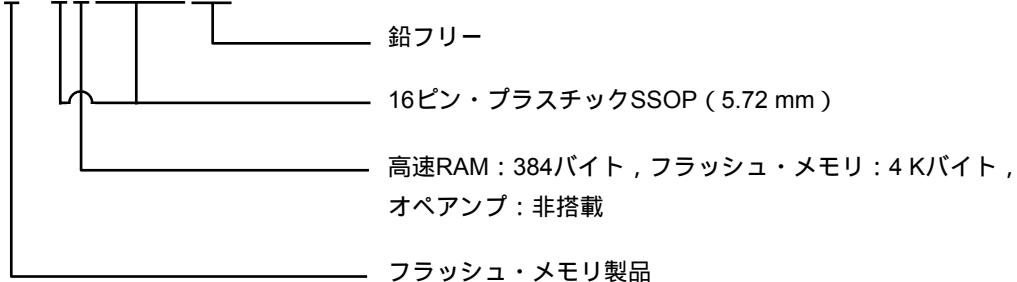 鉛フリー
16ピン・プラスチックSSOP（5.72 mm）
高速RAM：384バイト，フラッシュ・メモリ：4 Kバイト，
オペアンプ：非搭載
フラッシュ・メモリ製品